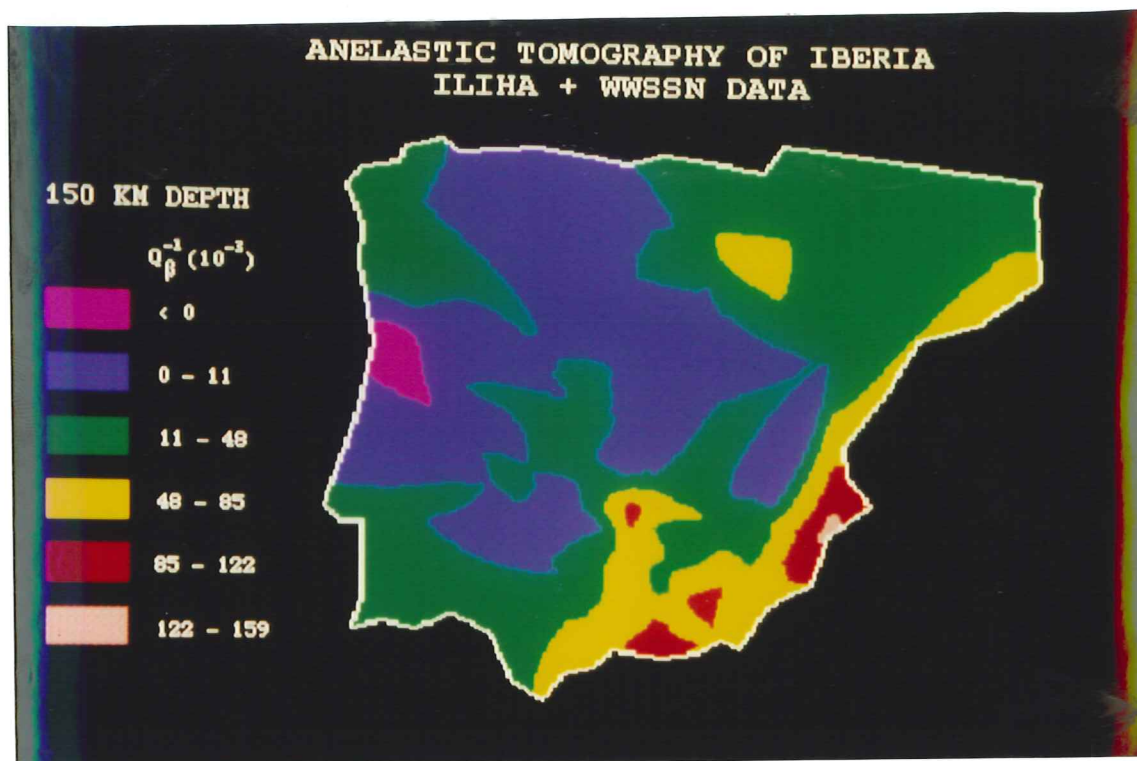 ANELASTIC TOMOGRAPHY OF IBERIA
ILIHA + WWSSN DATA
150 KM DEPTH
Q_β^-1 (10^-3)
< 0
0 - 11
11 - 48
48 - 85
85 - 122
122 - 159